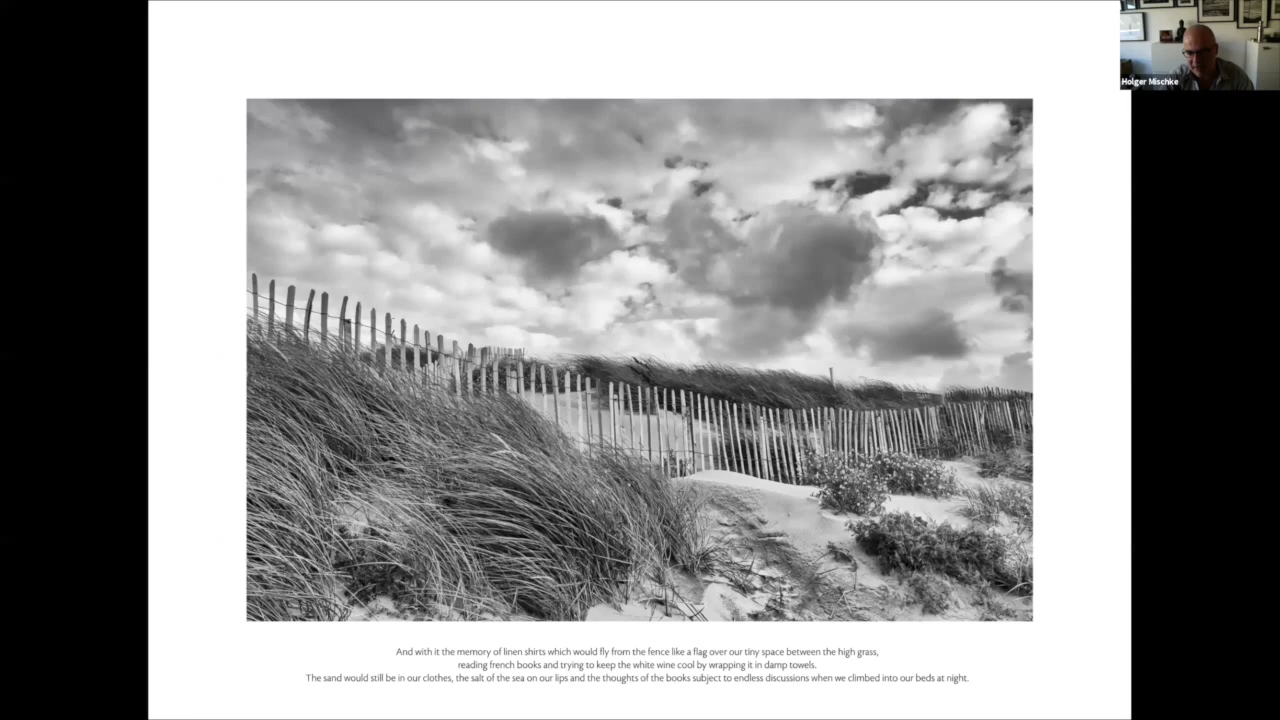 Holger Mischke
And with it the memory of linen shirts which would fly from the fence like a flag over our tiny space between the high grass,
reading french books and trying to keep the white wine cool by wrapping it in damp towels.
The sand would still be in our clothes, the salt of the sea on our lips and the thoughts of the books subject to endless discussions when we climbed into our beds at night.